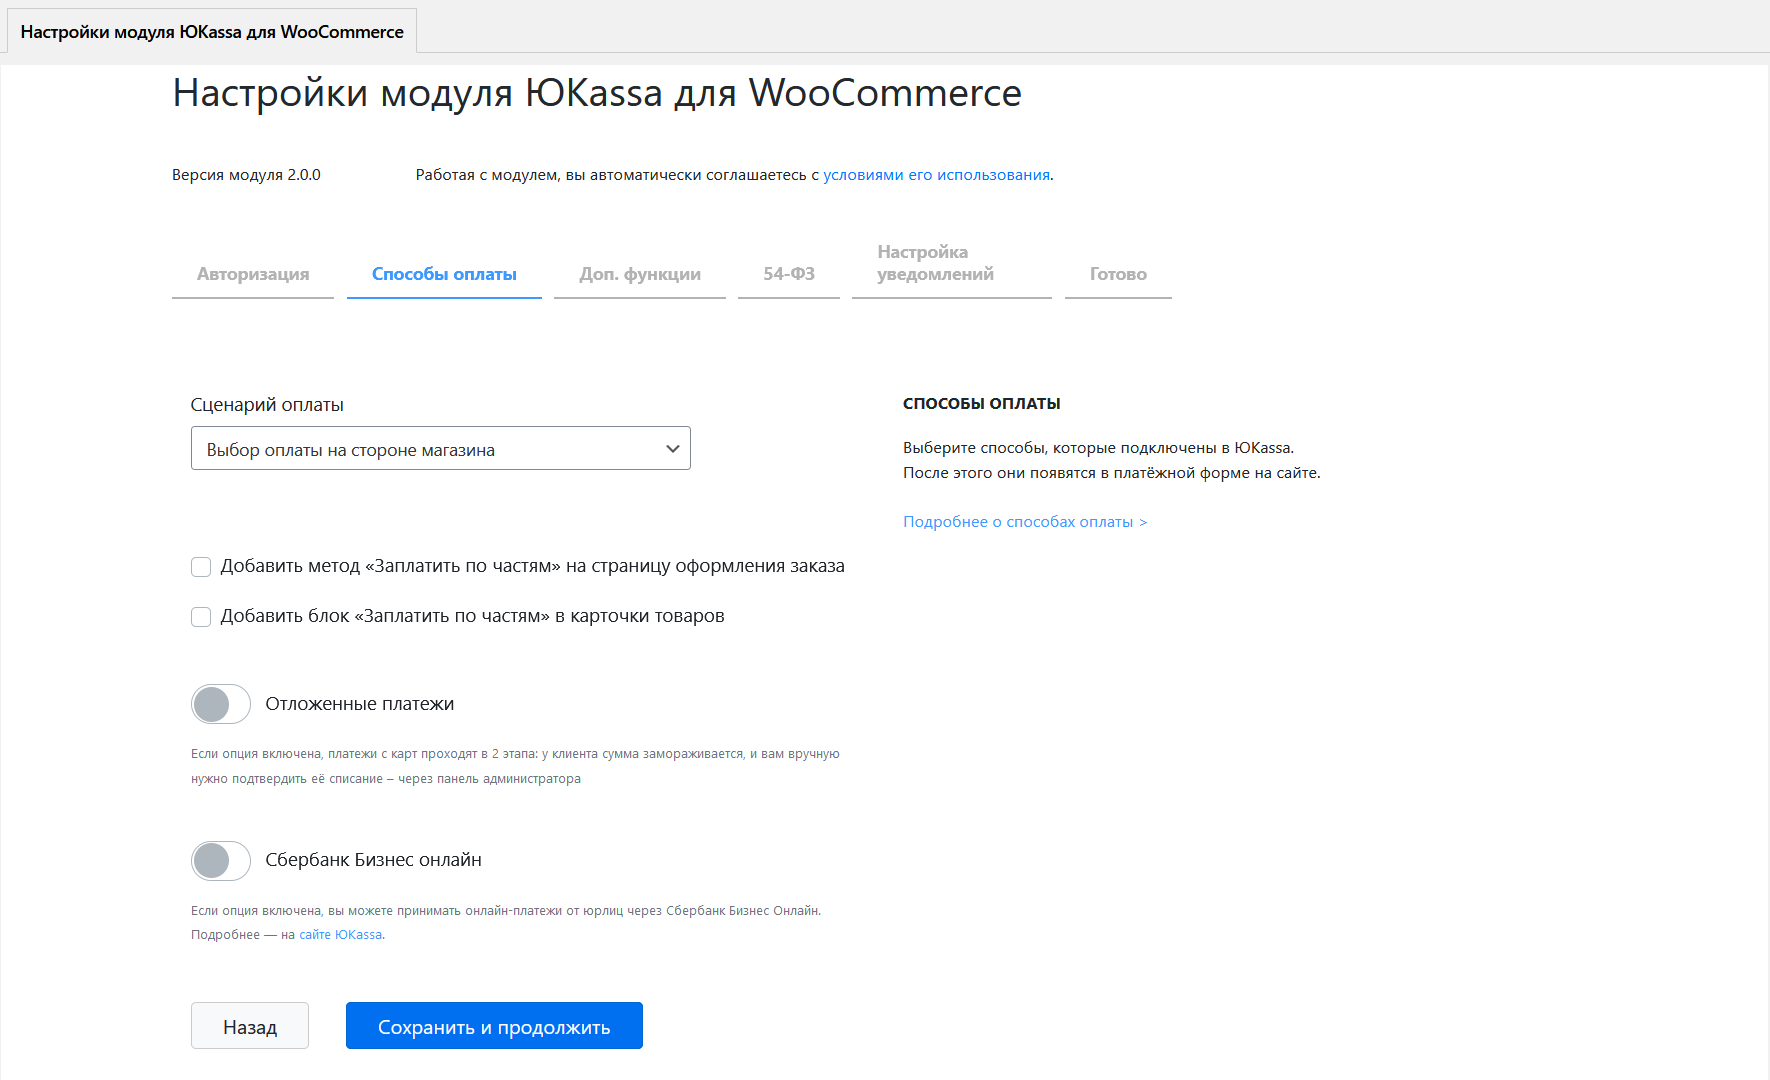 Настройки модуля ЮKassa для WooCommerce
Настройки модуля ЮKassa для WooCommerce
Версия модуля 2.0.0
Работая с модулем, вы автоматически соглашаетесь с условиями его использования.
Авторизация
Способы оплаты
Доп. функции
54-ФЗ
Настройка
уведомлений
Готово
Сценарий оплаты
Выбор оплаты на стороне магазина
Добавить метод «Заплатить по частям» на страницу оформления заказа
Добавить блок «Заплатить по частям» в карточки товаров
Отложенные платежи
Если опция включена, платежи с карт проходят в 2 этапа: у клиента сумма замораживается, и вам вручную
нужно подтвердить её списание – через панель администратора
Сбербанк Бизнес онлайн
Если опция включена, вы можете принимать онлайн-платежи от юрлиц через Сбербанк Бизнес Онлайн.
Подробнее — на сайте ЮKassa.
Назад
Сохранить и продолжить
СПОСОБЫ ОПЛАТЫ
Выберите способы, которые подключены в ЮKassa.
После этого они появятся в платёжной форме на сайте.
Подробнее о способах оплаты >